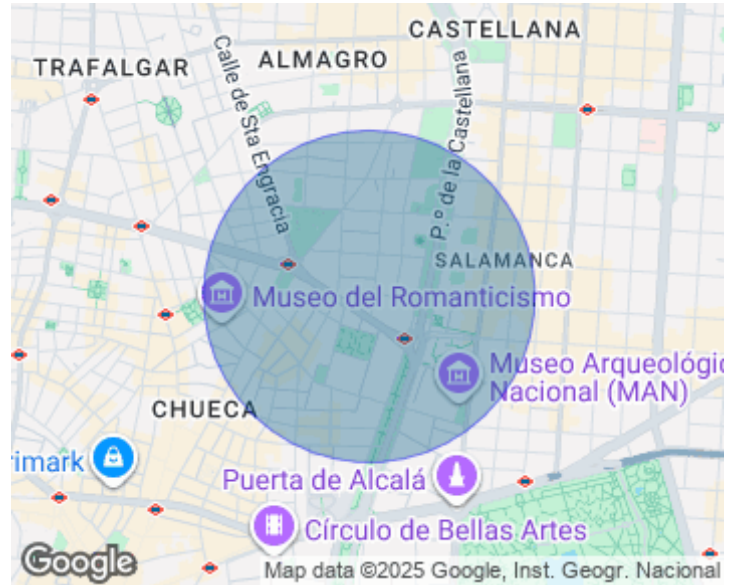 CASTELLANA
ALMAGRO
TRAFALGAR
Calle de Sta Engracia
P.º de la Castellana
SALAMANCA
Museo del Romanticismo
Museo Arqueológic
Nacional (MAN)
CHUECA
rimark
Puerta de Alcalá
Círculo de Bellas Artes
Google
Map data ©2025 Google, Inst. Geogr. Nacional